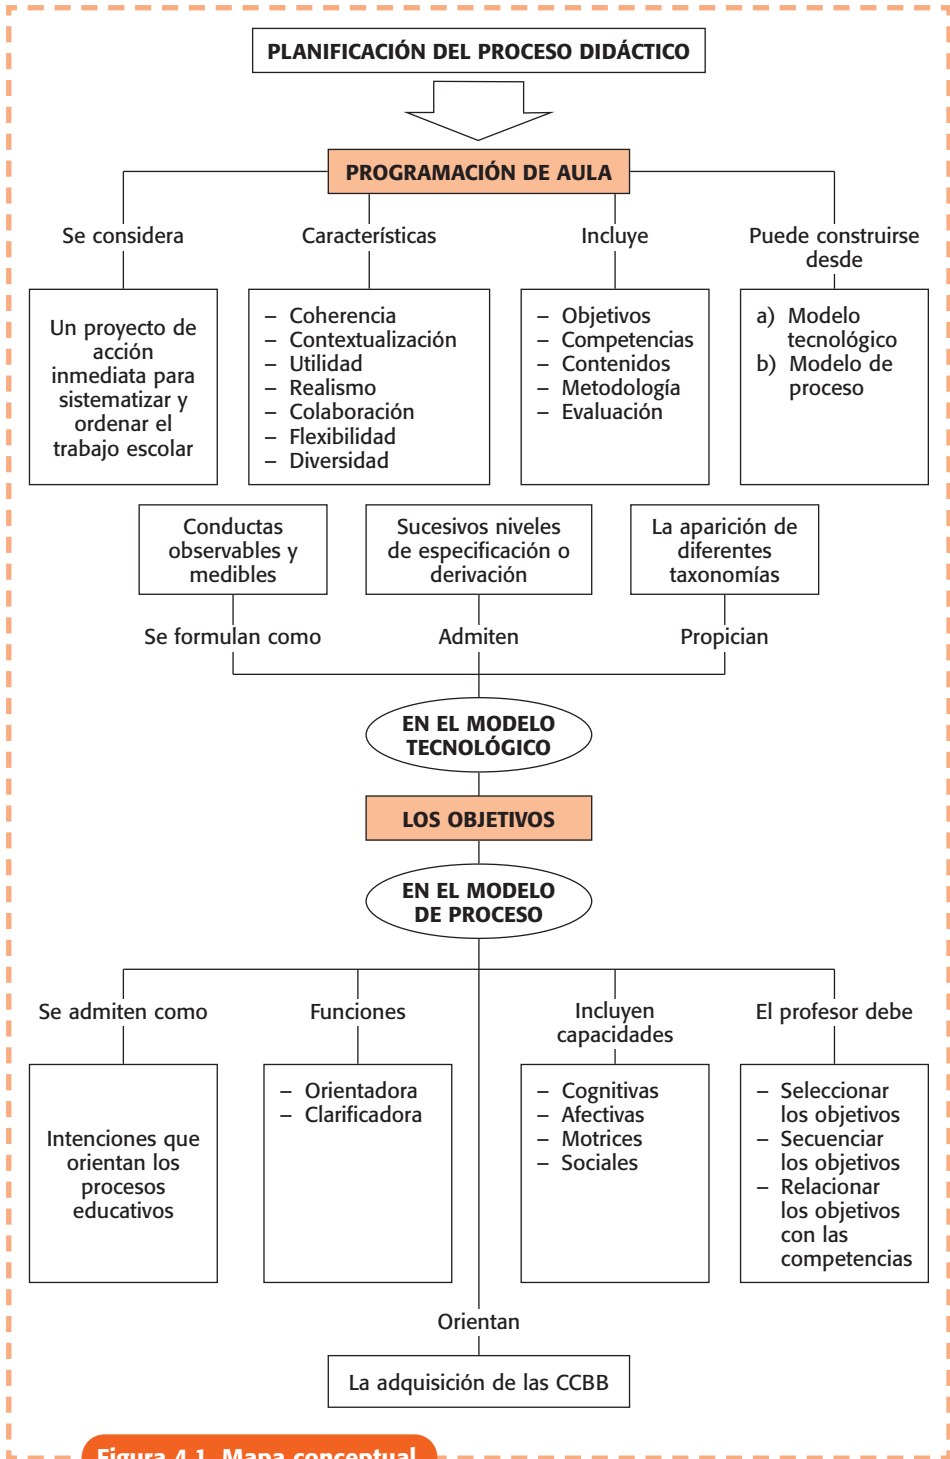 PLANIFICACIÓN DEL PROCESO DIDÁCTICO
PROGRAMACIÓN DE AULA
Se considera
Un proyecto de
acción
inmediata para
sistematizar y
ordenar el
trabajo escolar
Características
– Coherencia
– Contextualización
– Utilidad
– Realismo
– Colaboración
– Flexibilidad
– Diversidad
Incluye
– Objetivos
– Competencias
– Contenidos
– Metodología
– Evaluación
Puede construirse
desde
a) Modelo
tecnológico
b) Modelo de
proceso
Conductas
observables y
medibles
Se formulan como
Sucesivos niveles
de especificación o
derivación
Admiten
La aparición de
diferentes
taxonomías
Propician
EN EL MODELO
TECNOLÓGICO
LOS OBJETIVOS
EN EL MODELO
DE PROCESO
Se admiten como
Intenciones que
orientan los
procesos
educativos
Funciones
– Orientadora
– Clarificadora
Incluyen
capacidades
– Cognitivas
– Afectivas
– Motrices
– Sociales
El profesor debe
– Seleccionar
los objetivos
– Secuenciar
los objetivos
– Relacionar
los objetivos
con las
competencias
Orientan
La adquisición de las CCBB
Figura 4.1. Mapa conceptual